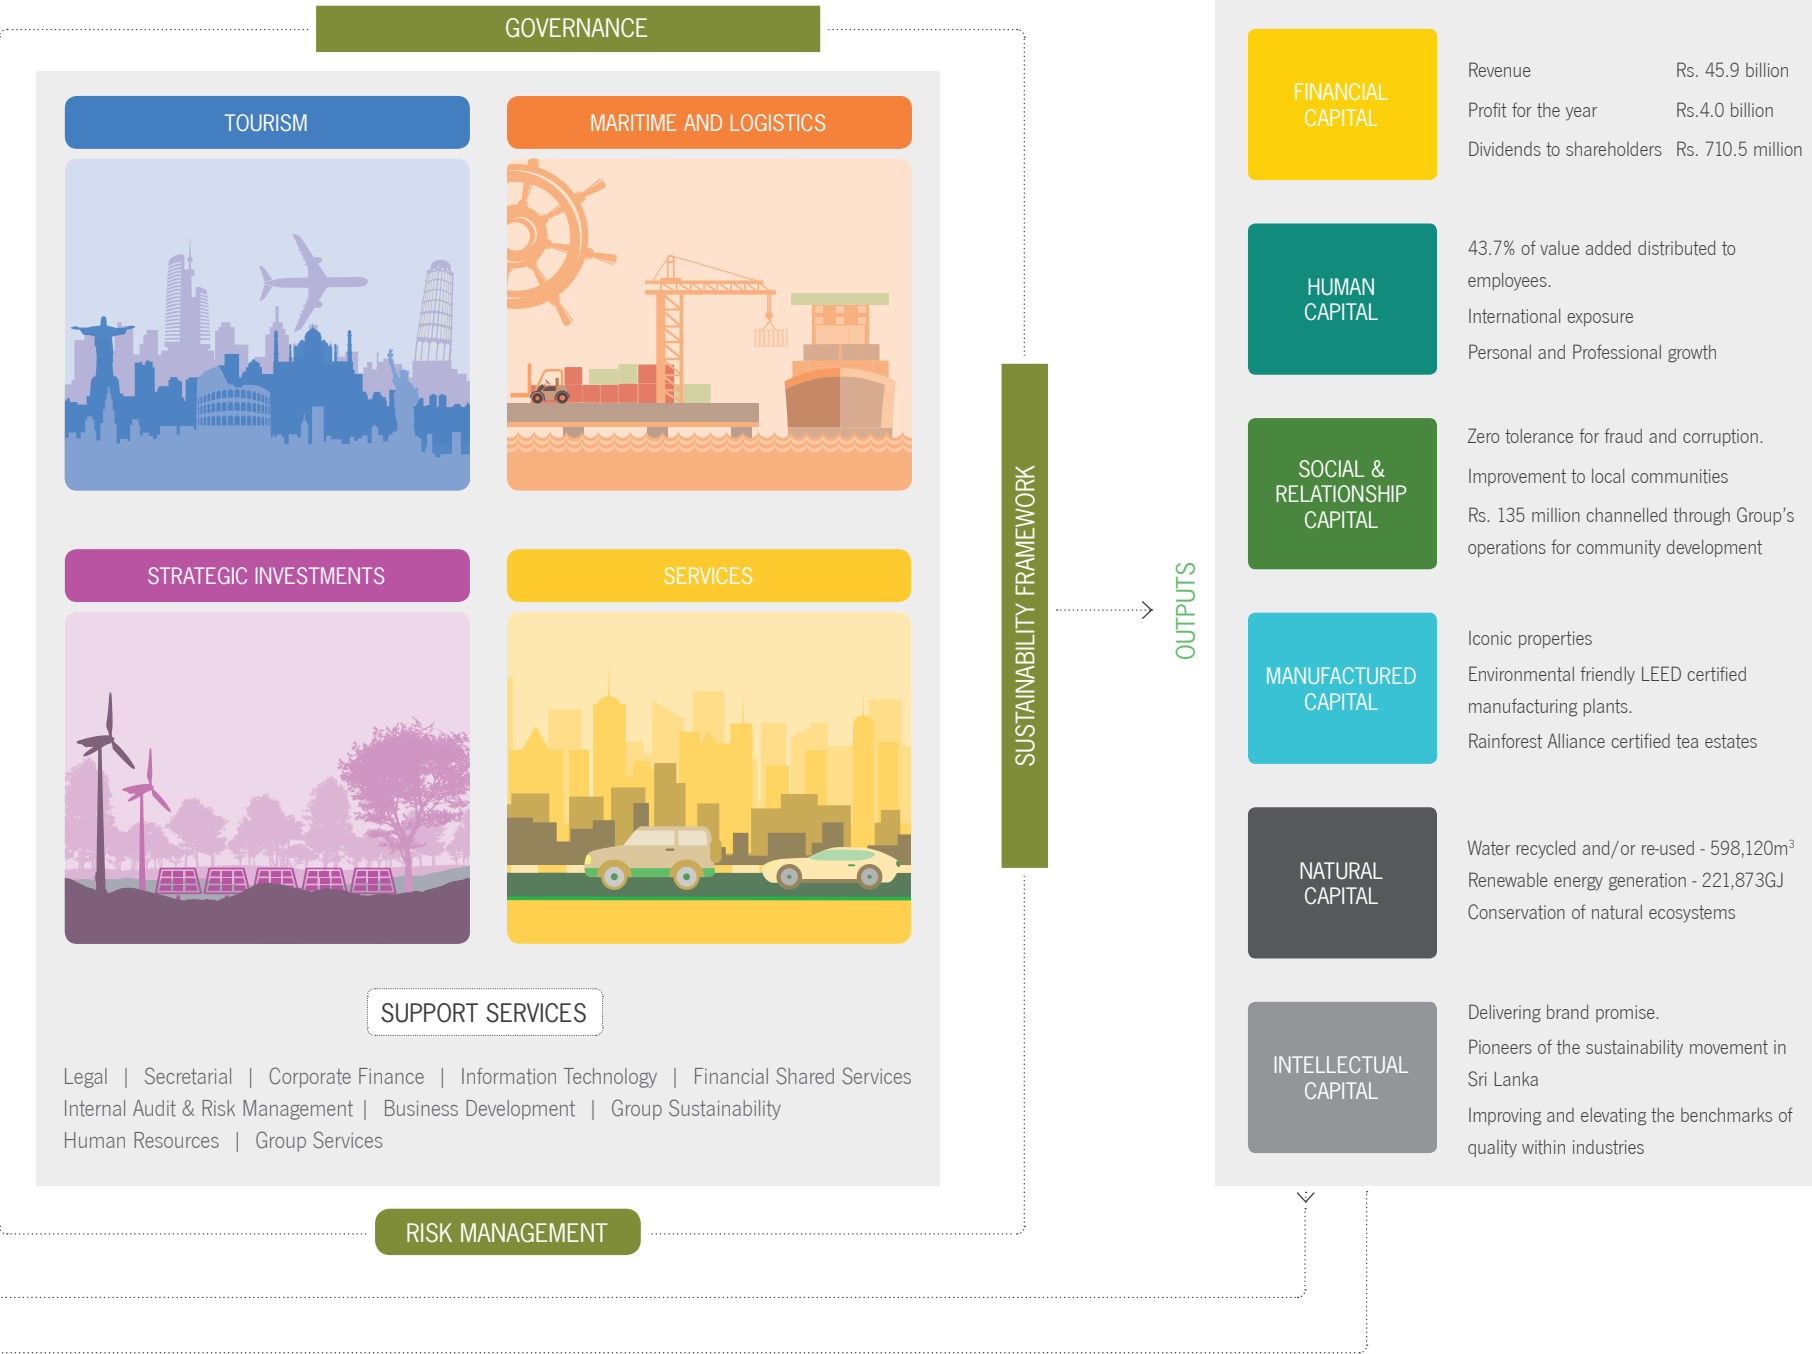 GOVERNANCE
TOURISM
MARITIME AND LOGISTICS
STRATEGIC INVESTMENTS
SERVICES
SUPPORT SERVICES
Legal | Secretarial | Corporate Finance | Information Technology | Financial Shared Services
Internal Audit & Risk Management | Business Development | Group Sustainability
Human Resources | Group Services
RISK MANAGEMENT
SUSTAINABILITY FRAMEWORK
OUTPUTS
FINANCIAL
CAPITAL
Revenue Rs. 45.9 billion
Profit for the year Rs.4.0 billion
Dividends to shareholders Rs. 710.5 million
HUMAN
CAPITAL
43.7% of value added distributed to
employees.
International exposure
Personal and Professional growth
SOCIAL &
RELATIONSHIP
CAPITAL
Zero tolerance for fraud and corruption.
Improvement to local communities
Rs. 135 million channelled through Group's
operations for community development
MANUFACTURED
CAPITAL
Iconic properties
Environmental friendly LEED certified
manufacturing plants.
Rainforest Alliance certified tea estates
NATURAL
CAPITAL
Water recycled and/or re-used - 598,120m³
Renewable energy generation - 221,873GJ
Conservation of natural ecosystems
INTELLECTUAL
CAPITAL
Delivering brand promise.
Pioneers of the sustainability movement in
Sri Lanka
Improving and elevating the benchmarks of
quality within industries